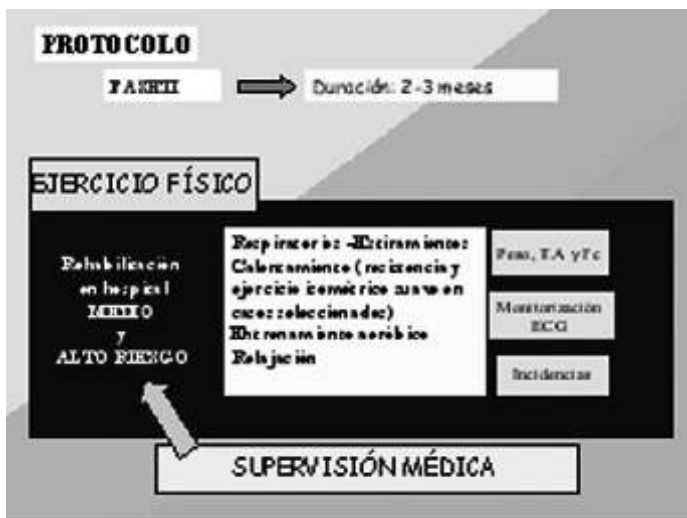 PROTOCOLO
FASE II
Duración: 2-3 meses
EJERCICIO FÍSICO
Rehabilitación
en hospital
MEDIO
y
ALTO RIESGO
Respiratorios -Estiramientos
Calentamiento (resistencia y
ejercicio isométrico suave en
casos seleccionados)
Entrenamiento aeróbico
Relajación
Peso, T.A y Fc
Monitorización
ECG
Incidencias
SUPERVISIÓN MÉDICA